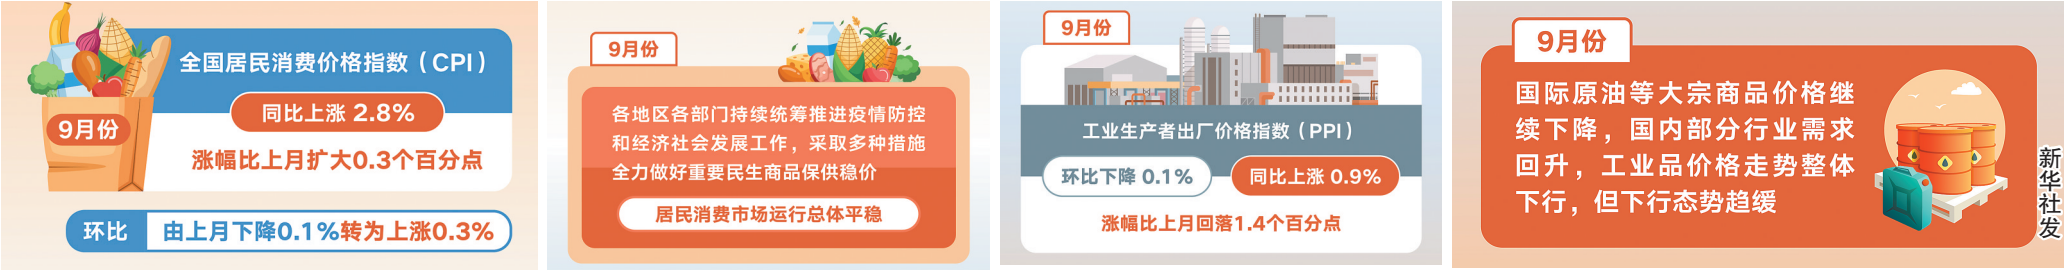 全国居民消费价格指数（CPI）
9月份
同比上涨 2.8%
涨幅比上月扩大0.3个百分点
环比
由上月下降0.1%转为上涨0.3%
9月份
各地区各部门持续统筹推进疫情防控
和经济社会发展工作，采取多种措施
全力做好重要民生商品保供稳价
居民消费市场运行总体平稳
9月份
工业生产者出厂价格指数（PPI）
环比下降 0.1%
同比上涨 0.9%
涨幅比上月回落1.4个百分点
9月份
国际原油等大宗商品价格继
续下降，国内部分行业需求
回升，工业品价格走势整体
下行，但下行态势趋缓
新华社发